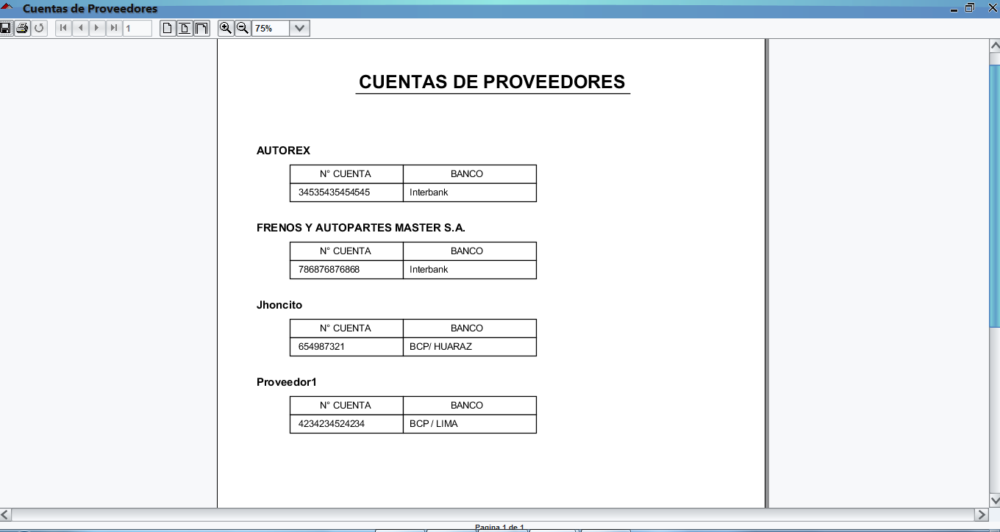 Cuentas de Proveedores
1
75%
CUENTAS DE PROVEEDORES
AUTOREX
N° CUENTA BANCO
34535435454545 Interbank
FRENOS Y AUTOPARTES MASTER S.A.
N° CUENTA BANCO
786876876868 Interbank
Jhoncito
N° CUENTA BANCO
654987321 BCP/ HUARAZ
Proveedor1
N° CUENTA BANCO
4234234524234 BCP / LIMA
Pagina 1 de 1